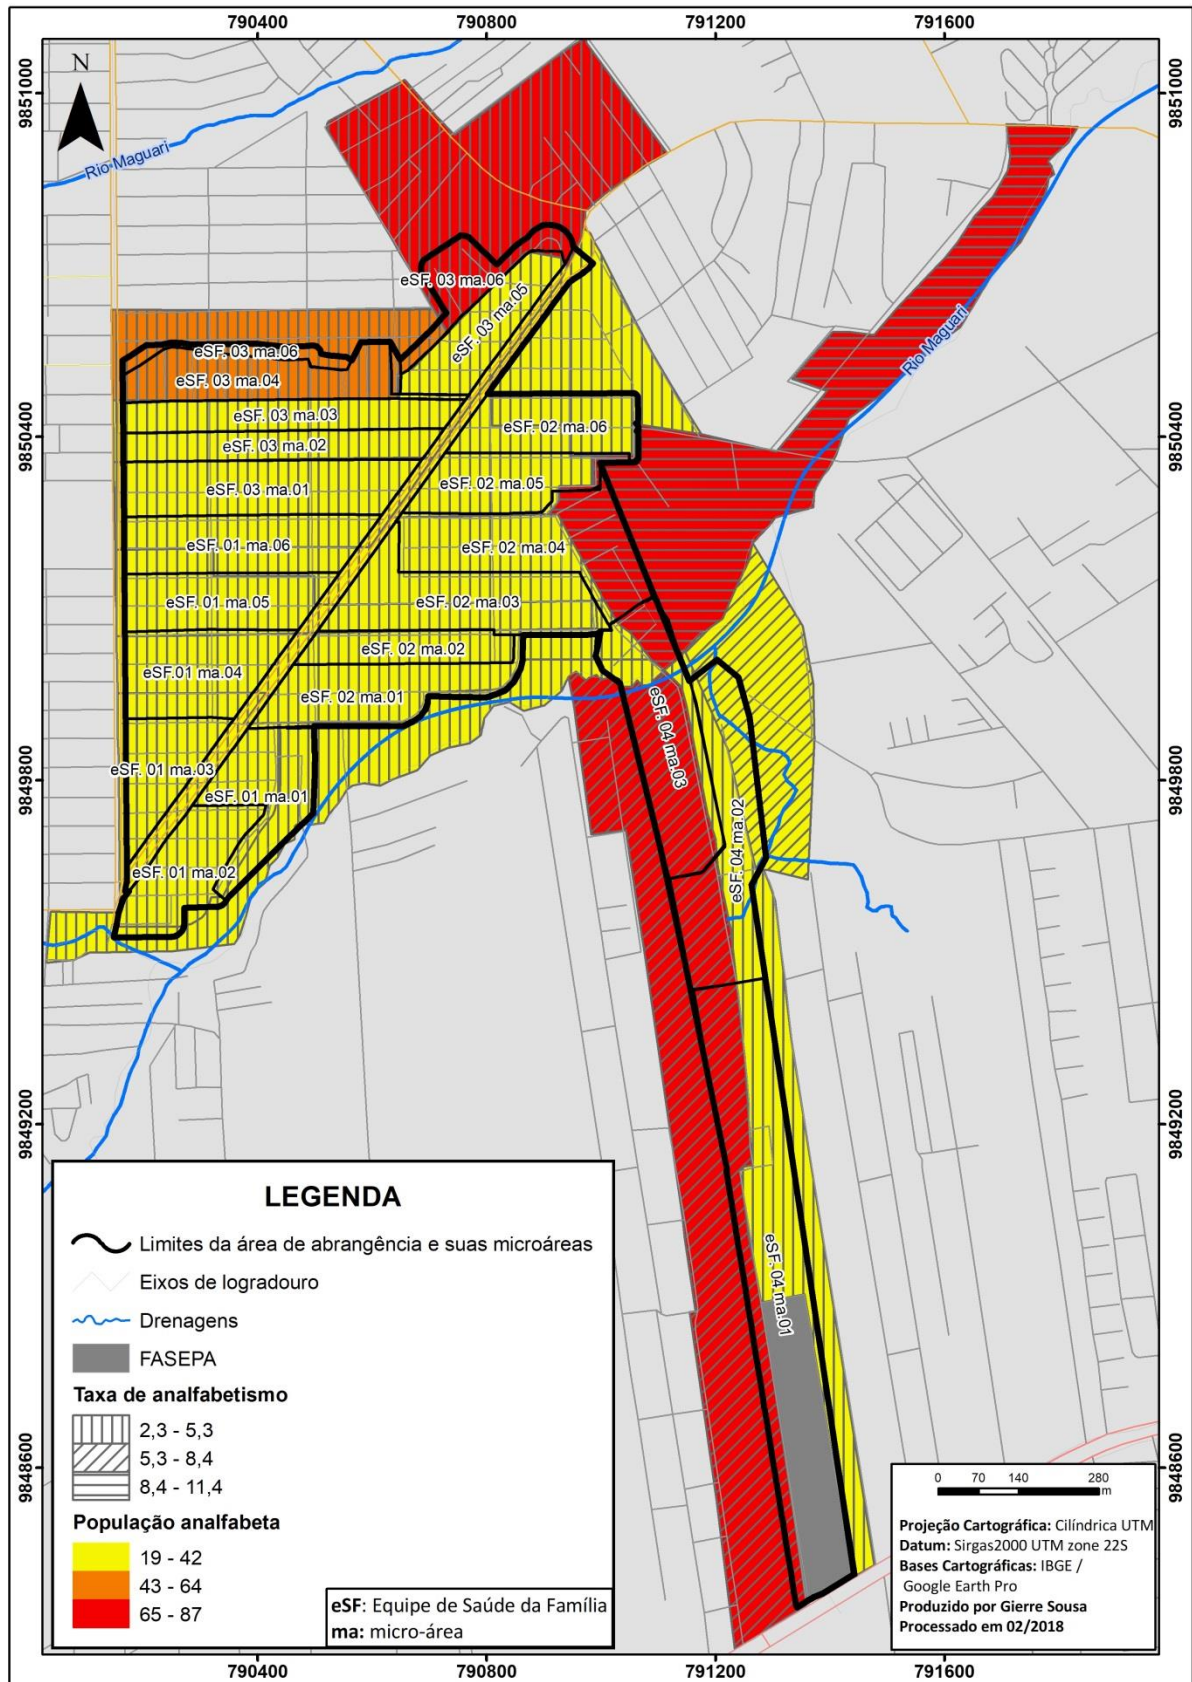 790400 790800 791200 791600
9851000
9850400
9849800
9849200
9848600
9851000
9850400
9849800
9849200
9848600
N
Rio Maguari
Rio Maguari
eSF. 03 ma.06
eSF. 03 ma.05
eSF. 03 ma.06
eSF. 03 ma.04
eSF. 03 ma.03
eSF. 02 ma.06
eSF. 03 ma.02
eSF. 03 ma.01
eSF. 02 ma.05
eSF. 01 ma.06
eSF. 02 ma.04
eSF. 01 ma.05
eSF. 02 ma.03
eSF.01 ma.04
eSF. 02 ma.02
eSF. 02 ma.01
eSF. 04 ma.03
eSF. 01 ma.03
eSF. 01 ma.01
eSF. 04 ma.02
eSF. 01 ma.02
eSF. 04 ma.01
LEGENDA
Limites da área de abrangência e suas microáreas
Eixos de logradouro
Drenagens
FASEPA
Taxa de analfabetismo
2,3 - 5,3
5,3 - 8,4
8,4 - 11,4
População analfabeta
19 - 42
43 - 64
65 - 87
eSF: Equipe de Saúde da Família
ma: micro-área
0 70 140 280
m
Projeção Cartográfica: Cilíndrica UTM
Datum: Sirgas2000 UTM zone 22S
Bases Cartográficas: IBGE /
Google Earth Pro
Produzido por Gierre Sousa
Processado em 02/2018
790400 790800 791200 791600